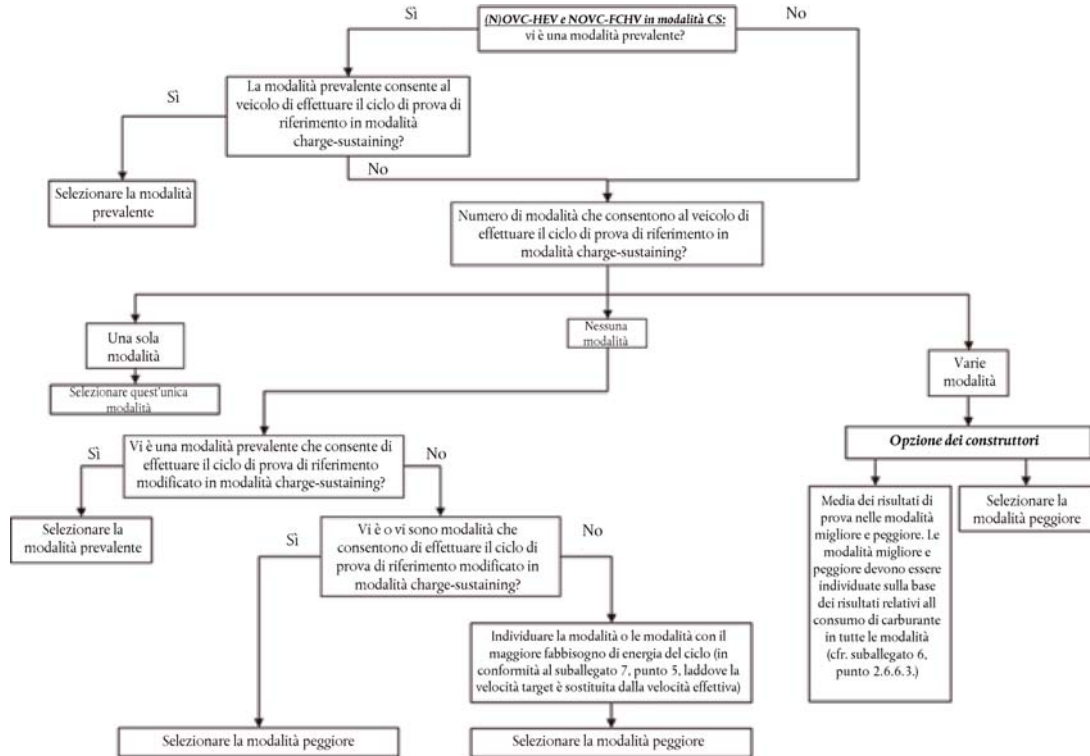 Sì
(N)OVC-HEV e NOVC-FCHV in modalità CS:
vi è una modalità prevalente?
No
La modalità prevalente consente al
veicolo di effettuare il ciclo di prova di
riferimento in modalità
charge-sustaining?
Sì
No
Selezionare la modalità
prevalente
Numero di modalità che consentono al veicolo di
effettuare il ciclo di prova di riferimento in
modalità charge-sustaining?
Una sola
modalità
Nessuna
modalità
Varie
modalità
Selezionare quest'unica
modalità
Opzione dei construttori
Vi è una modalità prevalente che consente di
effettuare il ciclo di prova di riferimento
modificato in modalità charge-sustaining?
Sì
No
Selezionare la
modalità prevalente
Media dei risultati di
prova nelle modalità
migliore e peggiore. Le
modalità migliore e
peggiore devono essere
individuate sulla base
dei risultati relativi all
consumo di carburante
in tutte le modalità
(cfr. suballegato 6,
punto 2.6.6.3.)
Selezionare la
modalità peggiore
Vi è o vi sono modalità che
consentono di effettuare il ciclo di
prova di riferimento modificato in
modalità charge-sustaining?
Sì
No
Individuare la modalità o le modalità con il
maggiore fabbisogno di energia del ciclo (in
conformità al suballegato 7, punto 5, laddove la
velocità target è sostituita dalla velocità effettiva)
Selezionare la modalità peggiore
Selezionare la modalità peggiore